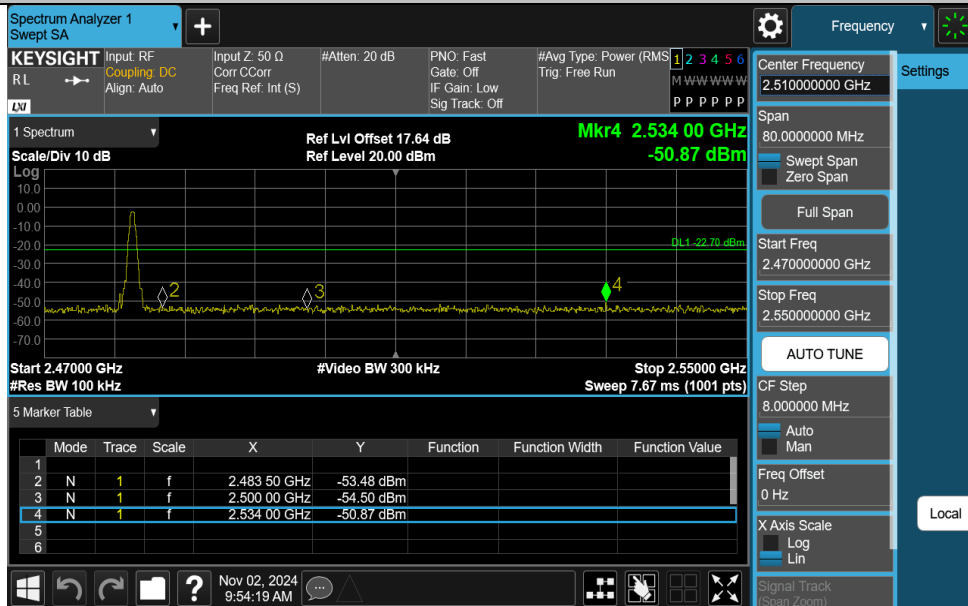 Spectrum Analyzer 1
Swept SA
+
Frequency
KEYSIGHT
RL
LXI
Input: RF
Coupling: DC
Align: Auto
Input Z: 50 Ω
Corr CCorr
Freq Ref: Int (S)
#Atten: 20 dB
PNO: Fast
Gate: Off
IF Gain: Low
Sig Track: Off
#Avg Type: Power (RMS
Trig: Free Run
1 2 3 4 5 6
M W W W W W
P P P P P P
1 Spectrum
Scale/Div 10 dB
Ref Lvl Offset 17.64 dB
Ref Level 20.00 dBm
Mkr4 2.534 00 GHz
-50.87 dBm
Log
10.0
0.00
-10.0
-20.0
-30.0
-40.0
-50.0
-60.0
-70.0
DL1 -22.70 dBm
2
3
4
Start 2.47000 GHz
#Video BW 300 kHz
Stop 2.55000 GHz
#Res BW 100 kHz
Sweep 7.67 ms (1001 pts)
5 Marker Table
Mode Trace Scale X Y Function Function Width Function Value
1
2 N 1 f 2.483 50 GHz -53.48 dBm
3 N 1 f 2.500 00 GHz -54.50 dBm
4 N 1 f 2.534 00 GHz -50.87 dBm
5
6
?
Nov 02, 2024
9:54:19 AM
Center Frequency
2.510000000 GHz
Settings
Span
80.0000000 MHz
Swept Span
Zero Span
Full Span
Start Freq
2.470000000 GHz
Stop Freq
2.550000000 GHz
AUTO TUNE
CF Step
8.000000 MHz
Auto
Man
Freq Offset
0 Hz
Local
X Axis Scale
Log
Lin
Signal Track
(Span Zoom)